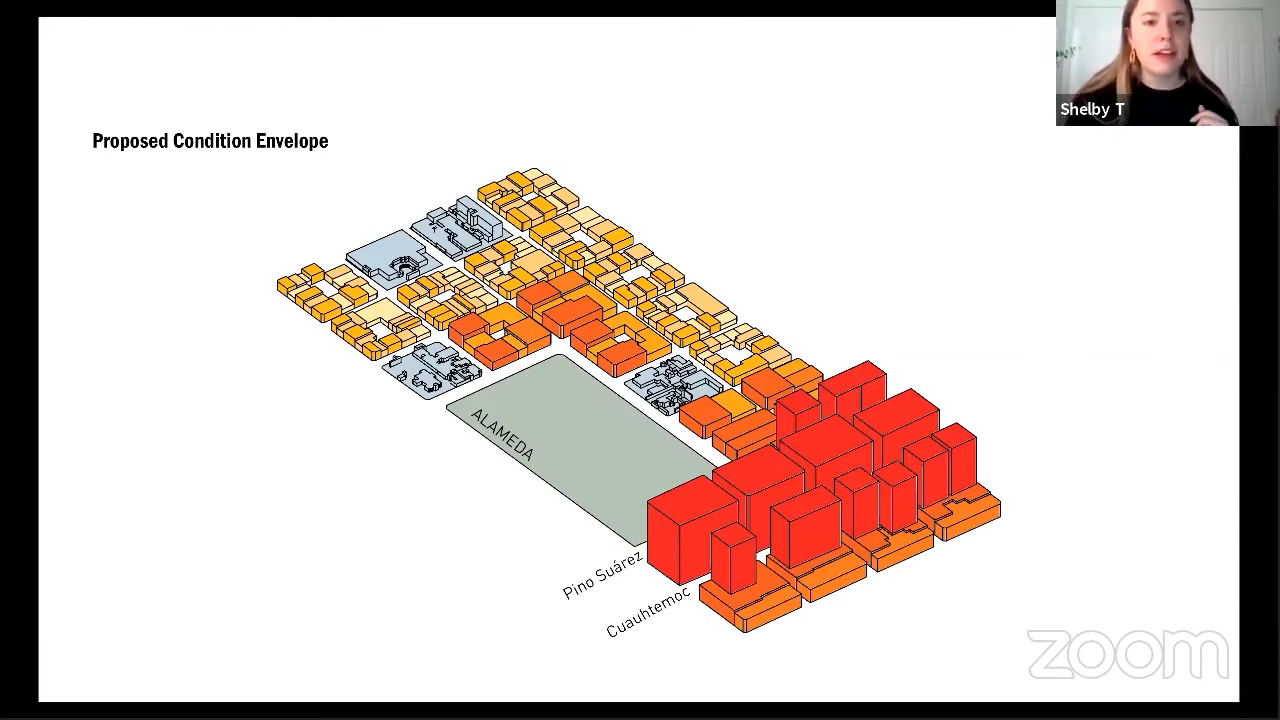 Shelby T
Proposed Condition Envelope
ALAMEDA
Pino Suárez
Cuauhtemoc
zoom